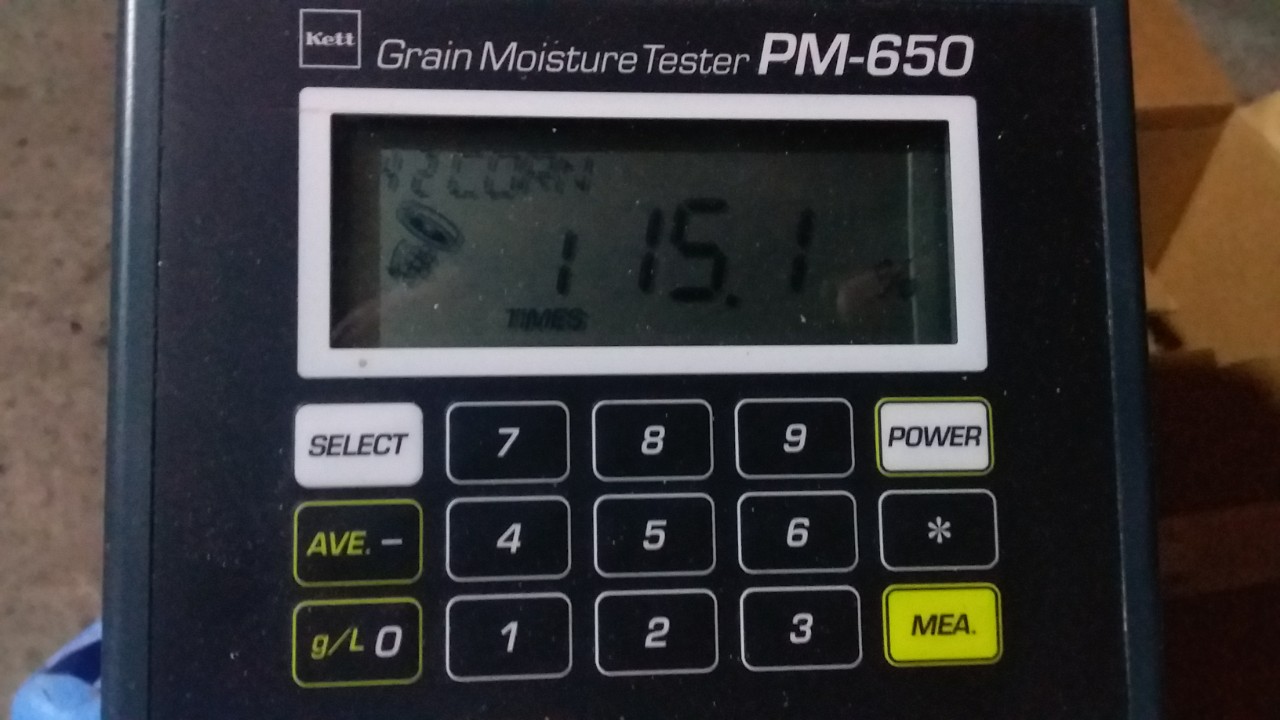 Kett Grain Moisture Tester PM-650
CORN
1 15.1 %
TIMES
SELECT 7 8 9 POWER
AVE. – 4 5 6 *
g/L 0 1 2 3 MEA.